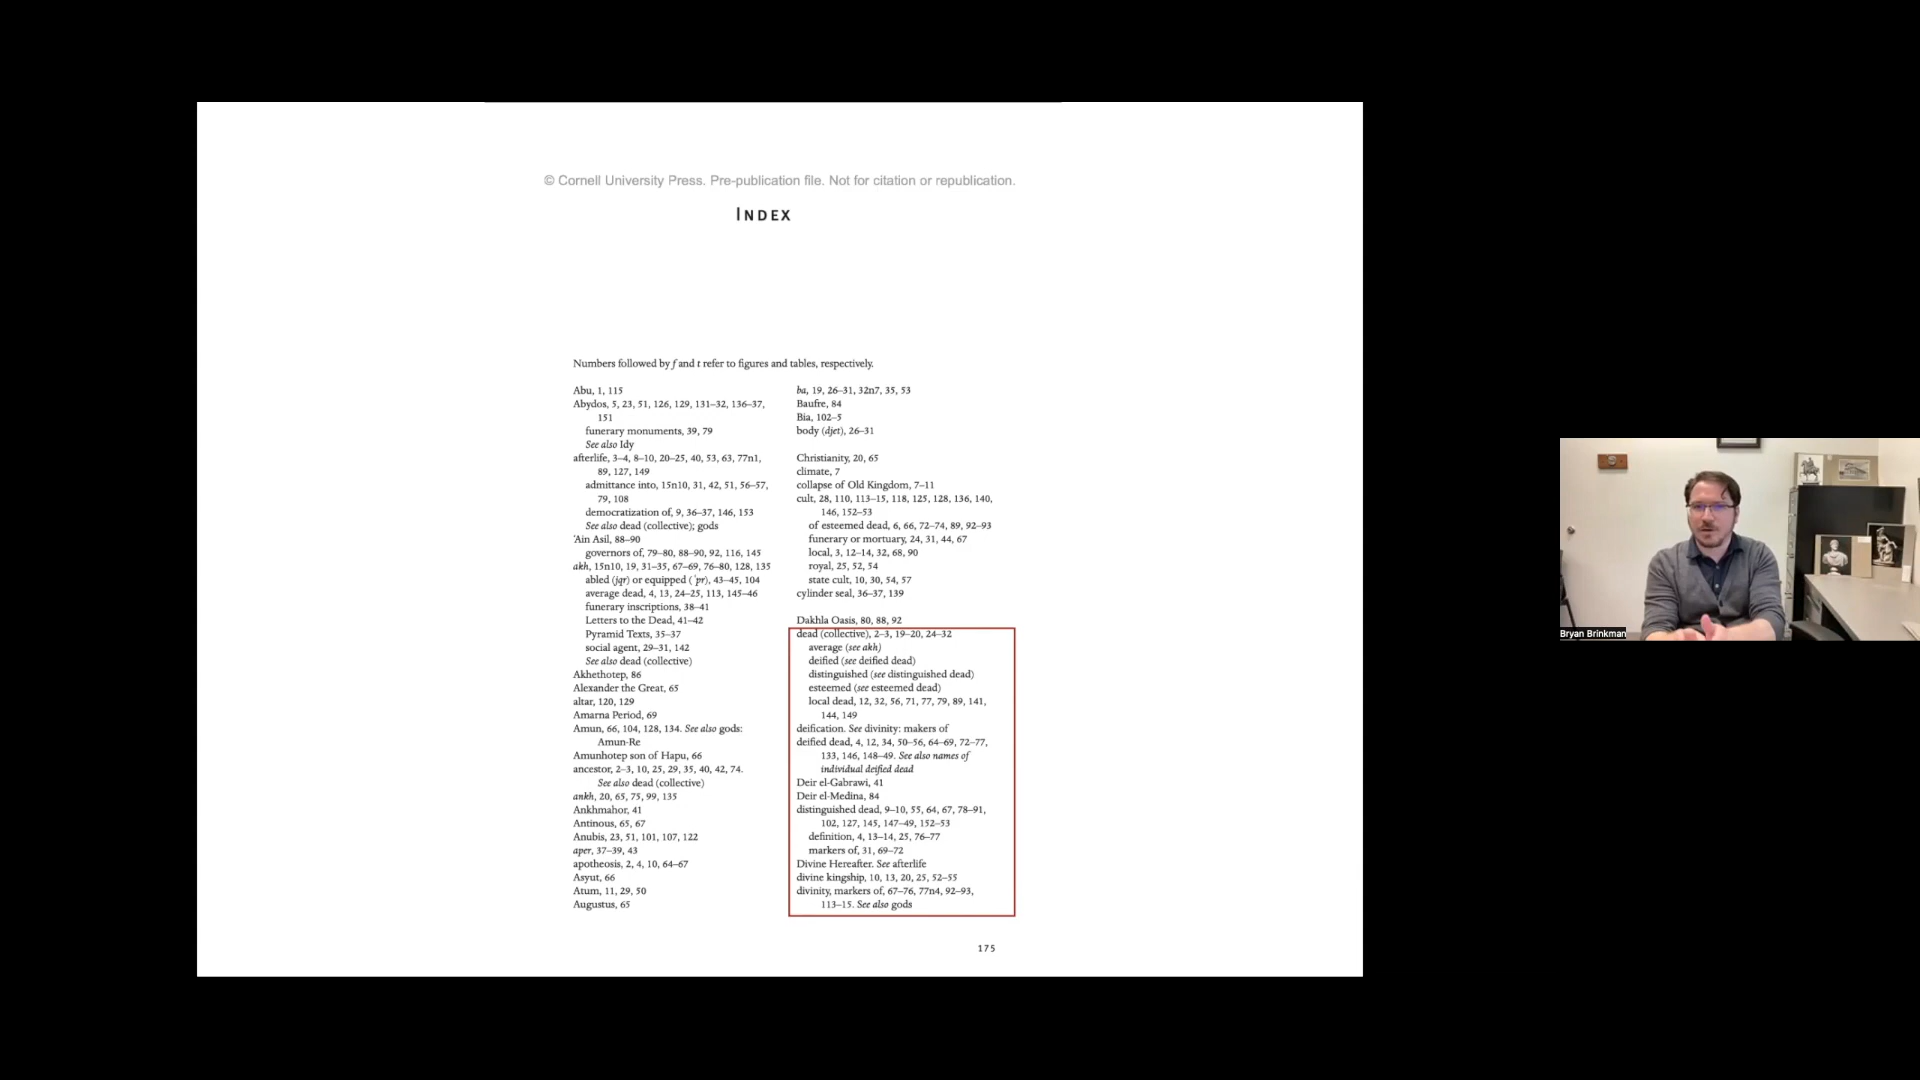 © Cornell University Press. Pre-publication file. Not for citation or republication.
INDEX
Numbers followed by f and t refer to figures and tables, respectively.
Abu, 1, 115
Abydos, 5, 23, 51, 126, 129, 131–32, 136–37,
151
funerary monuments, 39, 79
See also Idy
afterlife, 3–4, 8–10, 20–25, 40, 53, 63, 77n1,
89, 127, 149
admittance into, 15n10, 31, 42, 51, 56–57,
79, 108
democratization of, 9, 36–37, 146, 153
See also dead (collective); gods
'Ain Asil, 88–90
governors of, 79–80, 88–90, 92, 116, 145
akh, 15n10, 19, 31–35, 67–69, 76–80, 128, 135
abled (jqr) or equipped (ʿpr), 43–45, 104
average dead, 4, 13, 24–25, 113, 145–46
funerary inscriptions, 38–41
Letters to the Dead, 41–42
Pyramid Texts, 35–37
social agent, 29–31, 142
See also dead (collective)
Akhethotep, 86
Alexander the Great, 65
altar, 120, 129
Amarna Period, 69
Amun, 66, 104, 128, 134. See also gods:
Amun-Re
Amunhotep son of Hapu, 66
ancestor, 2–3, 10, 25, 29, 35, 40, 42, 74.
See also dead (collective)
ankh, 20, 65, 75, 99, 135
Ankhmahor, 41
Antinous, 65, 67
Anubis, 23, 51, 101, 107, 122
aper, 37–39, 43
apotheosis, 2, 4, 10, 64–67
Asyut, 66
Atum, 11, 29, 50
Augustus, 65
ba, 19, 26–31, 32n7, 35, 53
Baufre, 84
Bia, 102–5
body (djet), 26–31
Christianity, 20, 65
climate, 7
collapse of Old Kingdom, 7–11
cult, 28, 110, 113–15, 118, 125, 128, 136, 140,
146, 152–53
of esteemed dead, 6, 66, 72–74, 89, 92–93
funerary or mortuary, 24, 31, 44, 67
local, 3, 12–14, 32, 68, 90
royal, 25, 52, 54
state cult, 10, 30, 54, 57
cylinder seal, 36–37, 139
Dakhla Oasis, 80, 88, 92
dead (collective), 2–3, 19–20, 24–32
average (see akh)
deified (see deified dead)
distinguished (see distinguished dead)
esteemed (see esteemed dead)
local dead, 12, 32, 56, 71, 77, 79, 89, 141,
144, 149
deification. See divinity: makers of
deified dead, 4, 12, 34, 50–56, 64–69, 72–77,
133, 146, 148–49. See also names of
individual deified dead
Deir el-Gabrawi, 41
Deir el-Medina, 84
distinguished dead, 9–10, 55, 64, 67, 78–91,
102, 127, 145, 147–49, 152–53
definition, 4, 13–14, 25, 76–77
markers of, 31, 69–72
Divine Hereafter. See afterlife
divine kingship, 10, 13, 20, 25, 52–55
divinity, markers of, 67–76, 77n4, 92–93,
113–15. See also gods
175
Bryan Brinkman